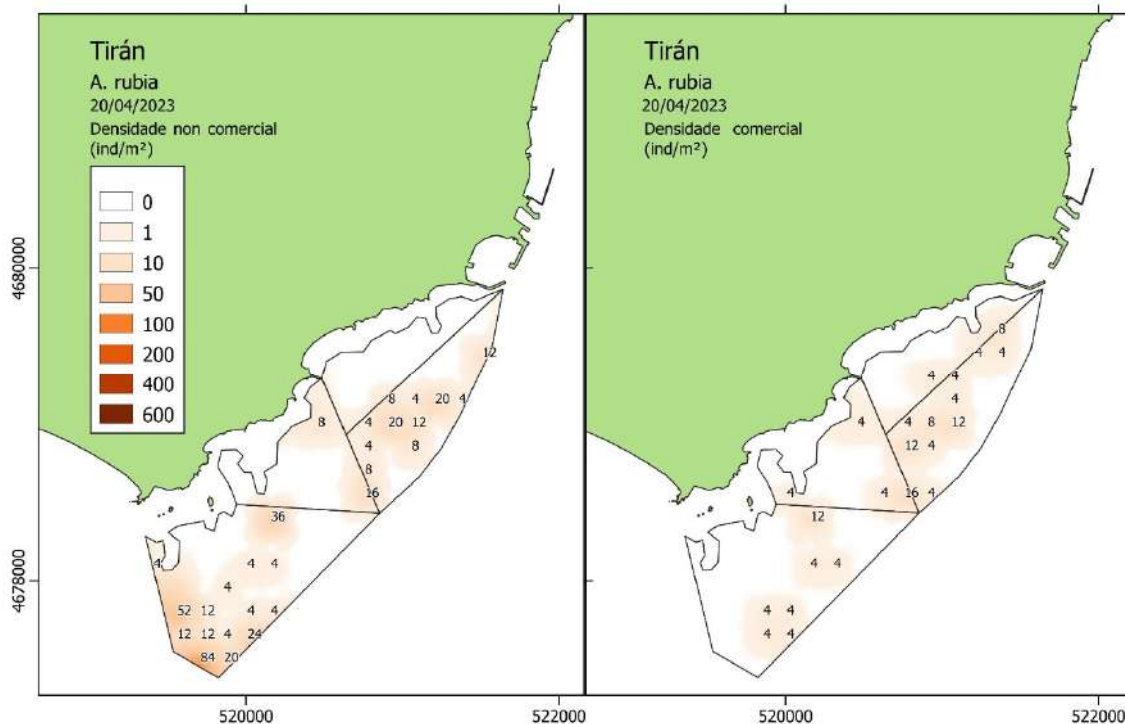 Tirán
A. rubia
20/04/2023
Densidade non comercial
(ind/m²)
0
1
10
50
100
200
400
600
12
8 4 20 4
8 4 20 12
4 8
8
16
36
4 4 4
4
52 12 4 4
12 12 4 24
84 20
4680000
4678000
520000 522000
Tirán
A. rubia
20/04/2023
Densidade comercial
(ind/m²)
8
4 4
4 4
4
4 4 8 12
12 4
4 4 16 4
12
4 4
4 4
4 4
520000 522000